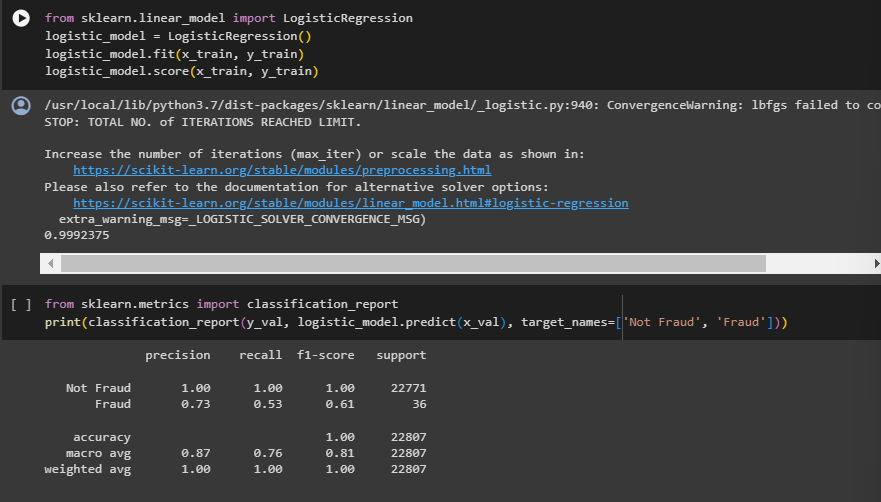 from sklearn.linear_model import LogisticRegression
logistic_model = LogisticRegression()
logistic_model.fit(x_train, y_train)
logistic_model.score(x_train, y_train)
/usr/local/lib/python3.7/dist-packages/sklearn/linear_model/_logistic.py:940: ConvergenceWarning: lbfgs failed to co
STOP: TOTAL NO. of ITERATIONS REACHED LIMIT.
Increase the number of iterations (max_iter) or scale the data as shown in:
https://scikit-learn.org/stable/modules/preprocessing.html
Please also refer to the documentation for alternative solver options:
https://scikit-learn.org/stable/modules/linear_model.html#logistic-regression
extra_warning_msg=_LOGISTIC_SOLVER_CONVERGENCE_MSG)
0.9992375
[ ] from sklearn.metrics import classification_report
print(classification_report(y_val, logistic_model.predict(x_val), target_names=['Not Fraud', 'Fraud']))
precision recall f1-score support
Not Fraud 1.00 1.00 1.00 22771
Fraud 0.73 0.53 0.61 36
accuracy 1.00 22807
macro avg 0.87 0.76 0.81 22807
weighted avg 1.00 1.00 1.00 22807